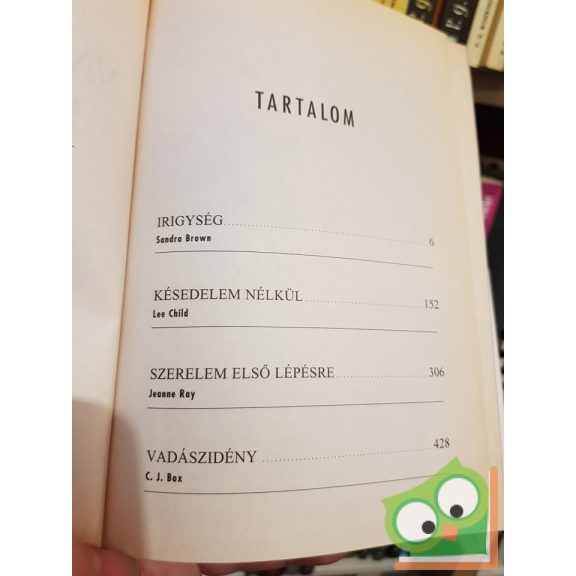 TARTALOM
IRIGYSÉG 6
Sandra Brown
KÉSEDELEM NÉLKÜL 152
Lee Child
SZERELEM ELSŐ LÉPÉSRE 306
Jeanne Ray
VADÁSZIDÉNY 428
C. J. Box